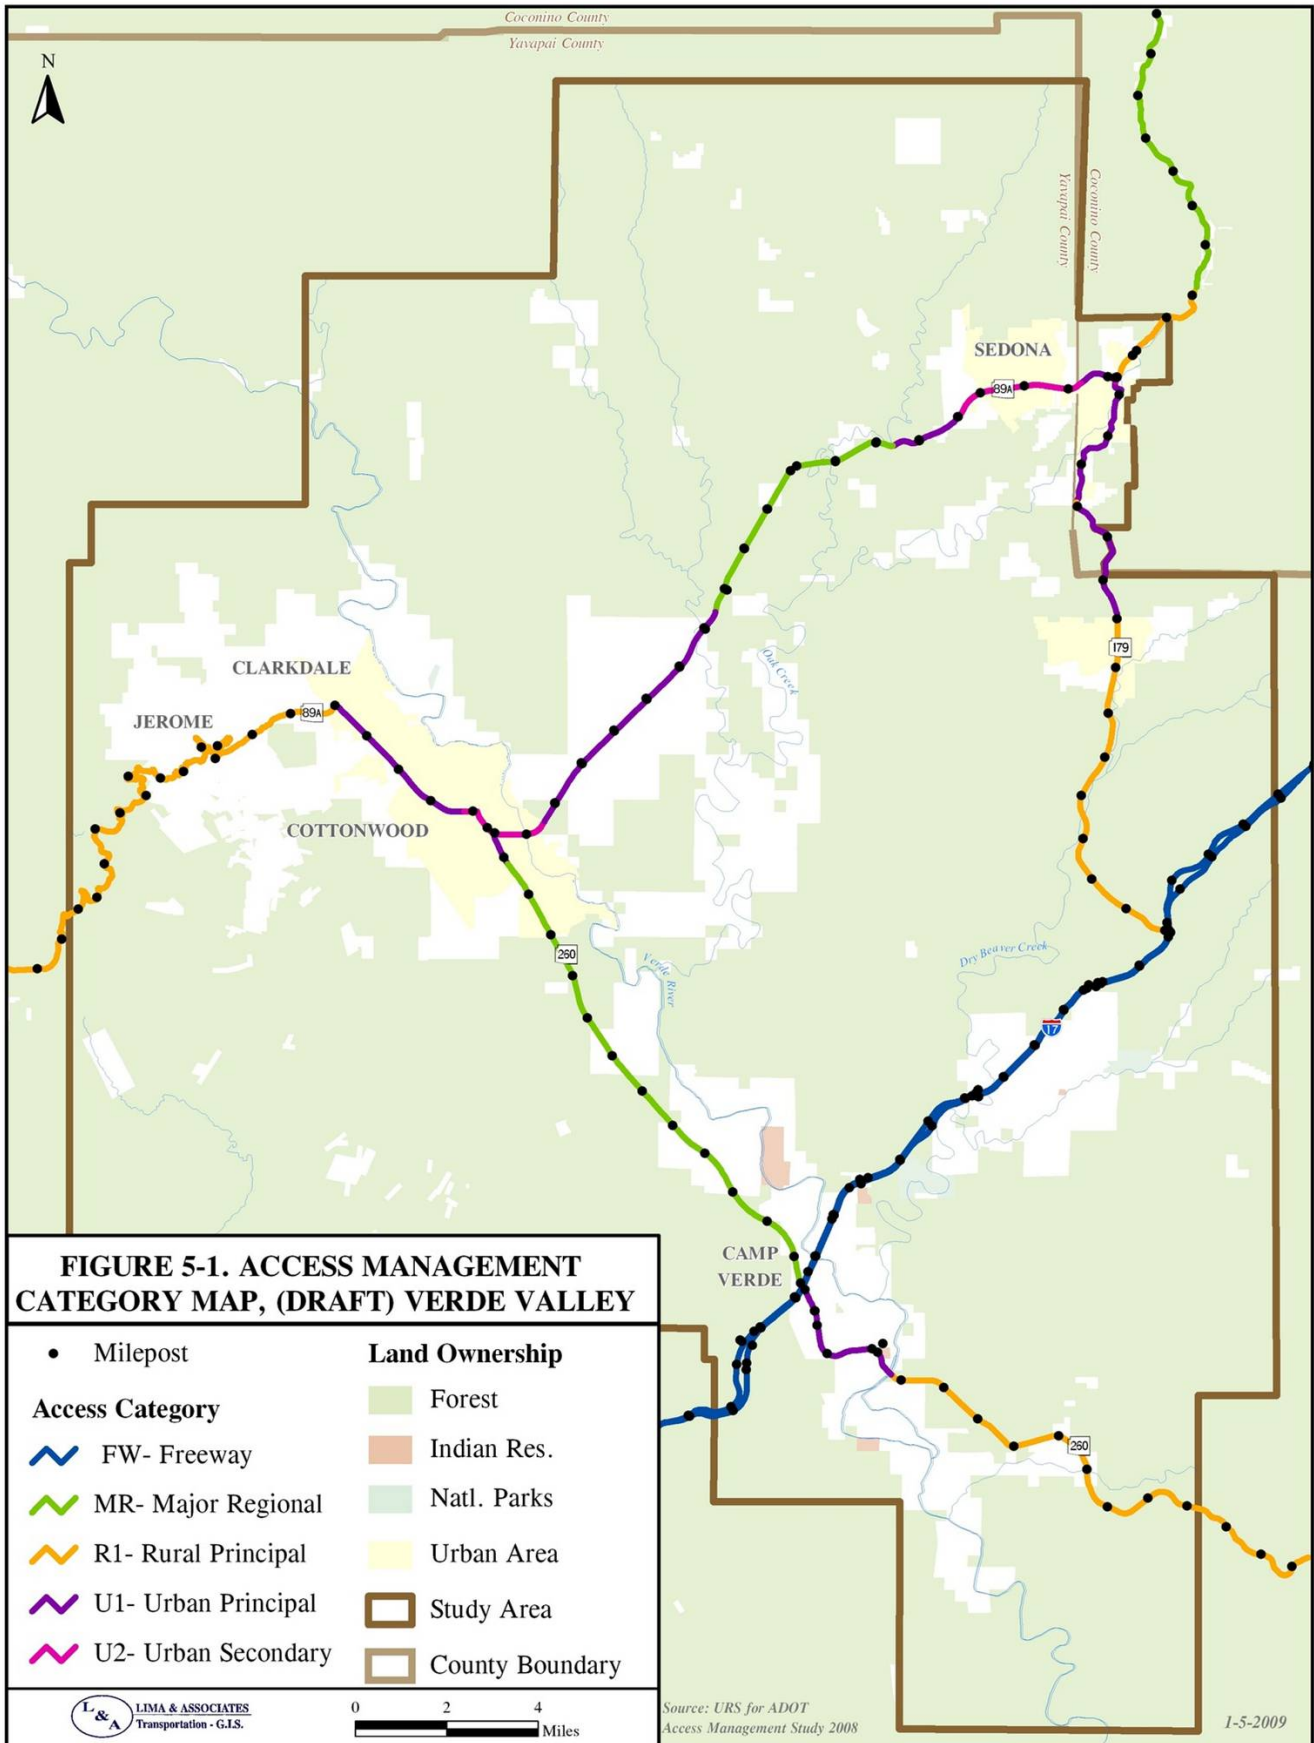 Coconino County
Yavapai County
N
Yavapai County
Coconino County
SEDONA
89A
179
Oak Creek
CLARKDALE
89A
JEROME
COTTONWOOD
260
Verde River
Dry Beaver Creek
17
CAMP
VERDE
260
FIGURE 5-1. ACCESS MANAGEMENT
CATEGORY MAP, (DRAFT) VERDE VALLEY
Milepost
Access Category
FW- Freeway
MR- Major Regional
R1- Rural Principal
U1- Urban Principal
U2- Urban Secondary
Land Ownership
Forest
Indian Res.
Natl. Parks
Urban Area
Study Area
County Boundary
L & A
LIMA & ASSOCIATES
Transportation - G.I.S.
0 2 4
Miles
Source: URS for ADOT
Access Management Study 2008
1-5-2009